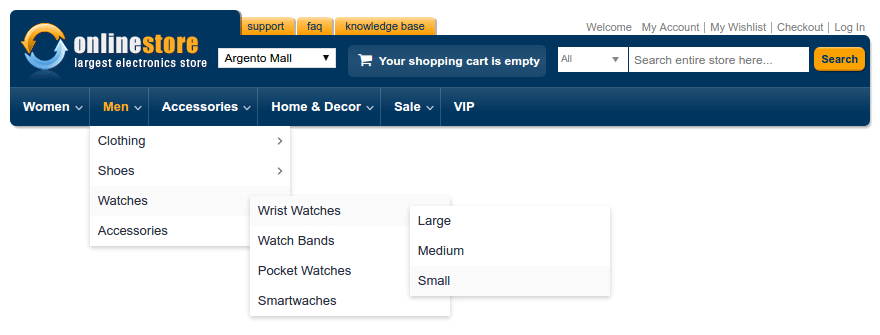 support faq knowledge base
Welcome My Account | My Wishlist | Checkout | Log In
onlinestore
largest electronics store
Argento Mall
Your shopping cart is empty
All
Search entire store here...
Search
Women Men Accessories Home & Decor Sale VIP
Clothing
Shoes
Watches
Accessories
Wrist Watches
Watch Bands
Pocket Watches
Smartwaches
Large
Medium
Small